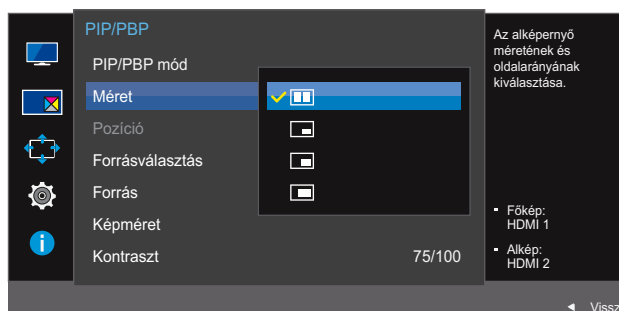 PIP/PBP
PIP/PBP mód
Méret
Pozíció
Forrásválasztás
Forrás
Képméret
Kontraszt 75/100
Az alképernyő
méretének és
oldalarányának
kiválasztása.
Főkép:
HDMI 1
Alkép:
HDMI 2
Vissz